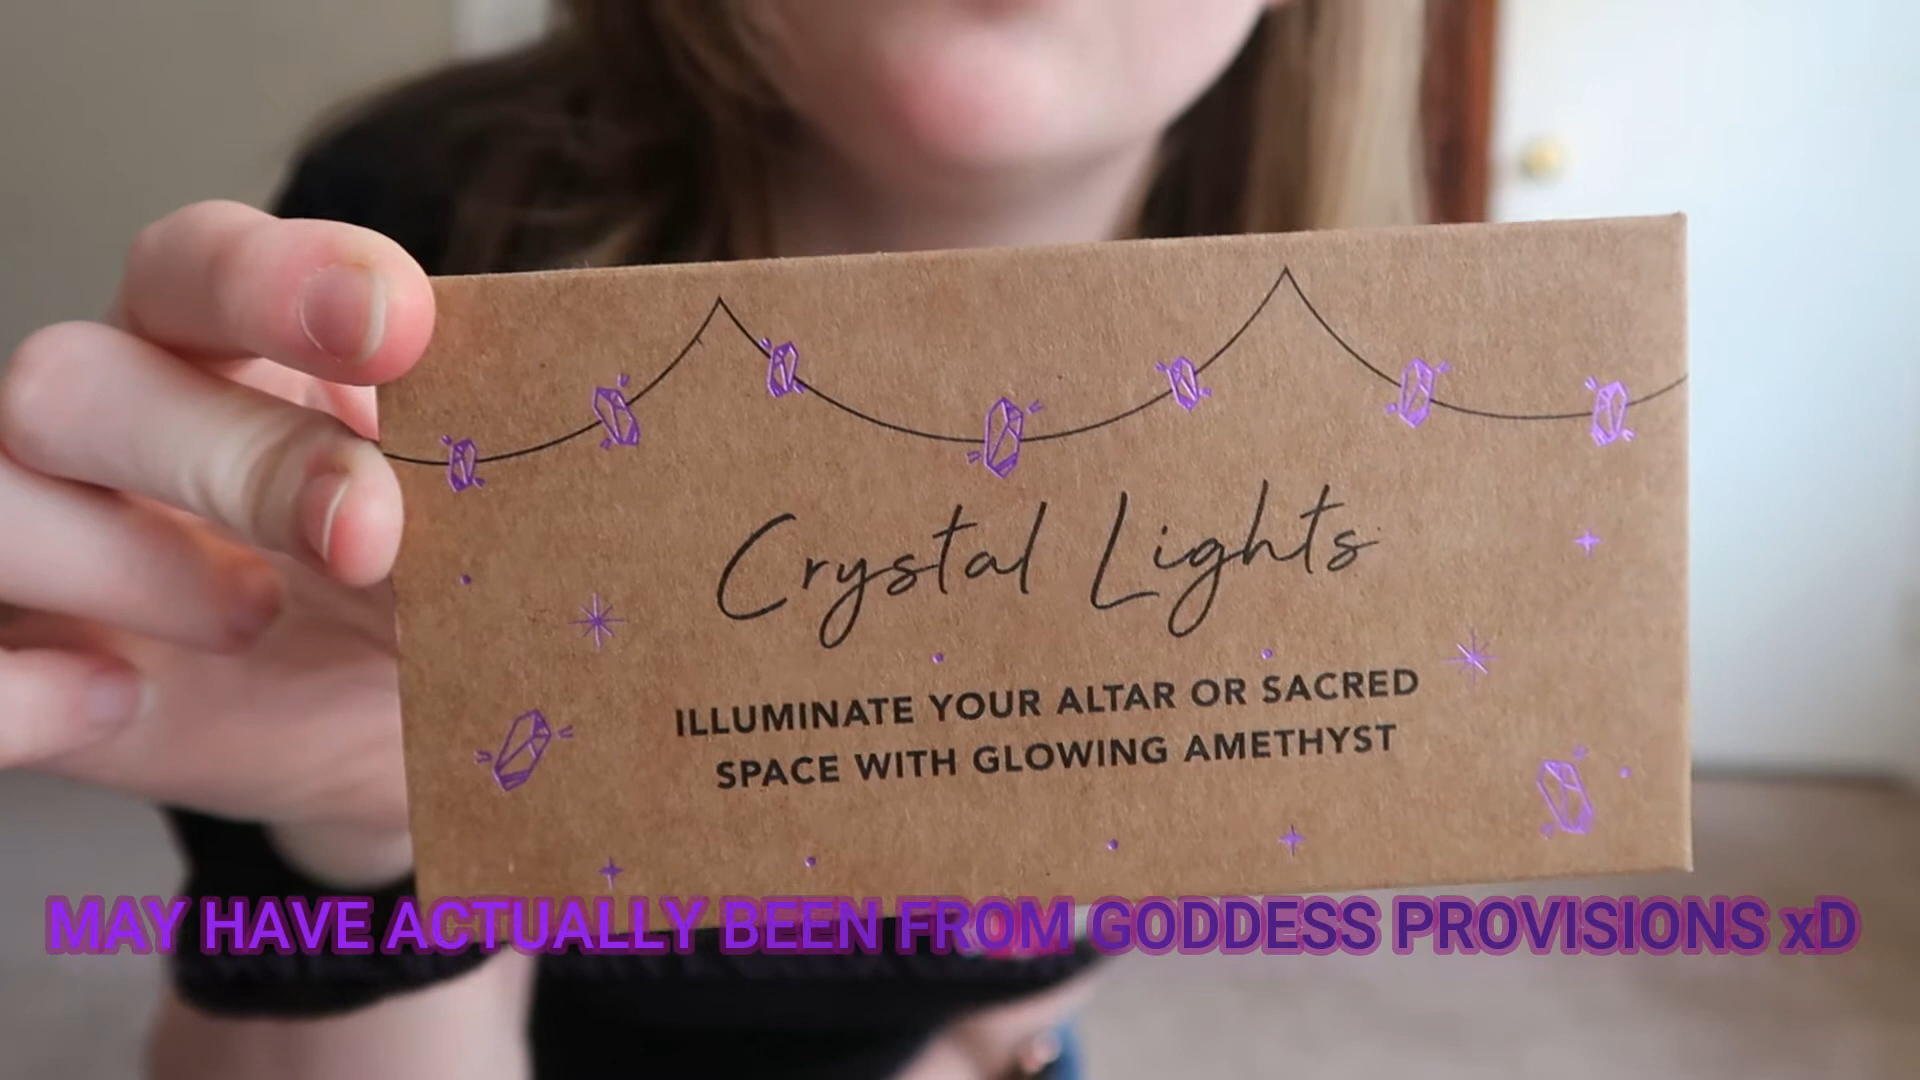 Crystal Lights
ILLUMINATE YOUR ALTAR OR SACRED
SPACE WITH GLOWING AMETHYST
MAY HAVE ACTUALLY BEEN FROM GODDESS PROVISIONS xD